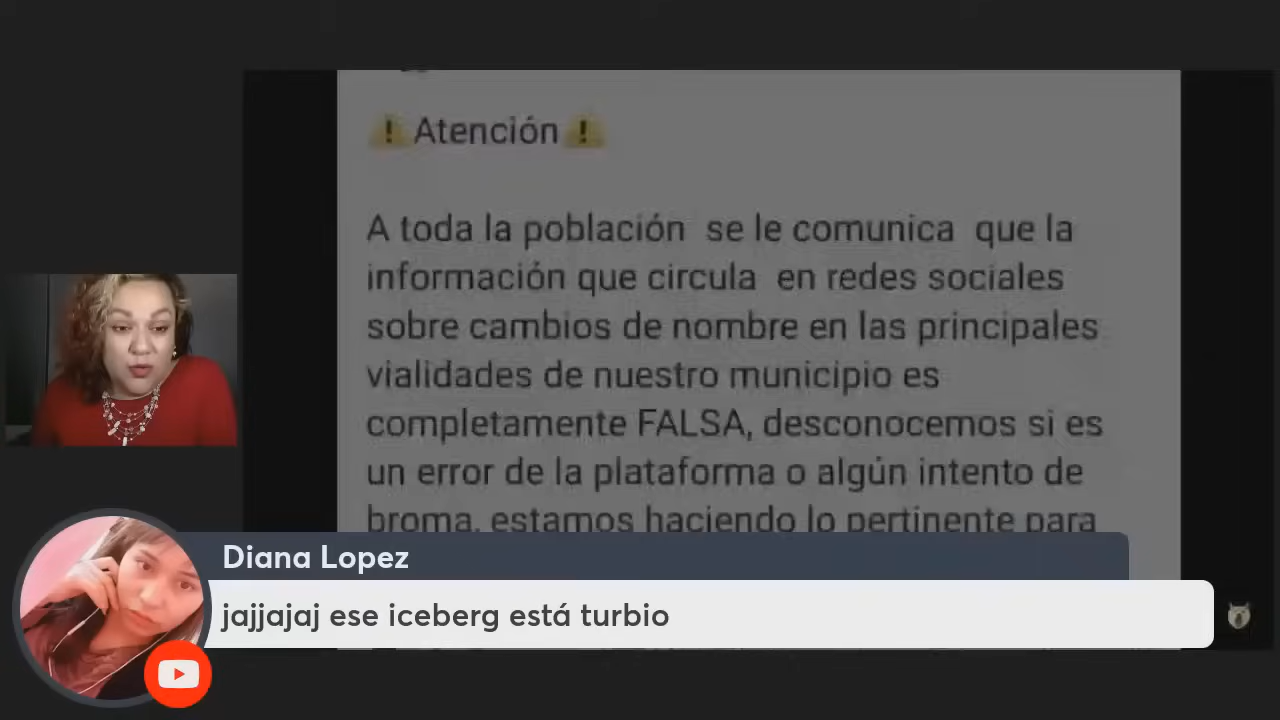 ⚠️Atención⚠️
A toda la población se le comunica que la
información que circula en redes sociales
sobre cambios de nombre en las principales
vialidades de nuestro municipio es
completamente FALSA, desconocemos si es
un error de la plataforma o algún intento de
broma, estamos haciendo lo pertinente para
Diana Lopez
jajjajaj ese iceberg está turbio